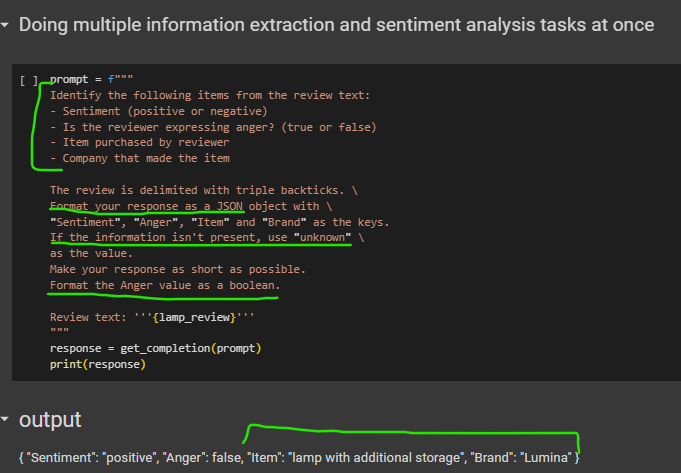 Doing multiple information extraction and sentiment analysis tasks at once
[ ] prompt = f"""
Identify the following items from the review text:
- Sentiment (positive or negative)
- Is the reviewer expressing anger? (true or false)
- Item purchased by reviewer
- Company that made the item
The review is delimited with triple backticks. \
Format your response as a JSON object with \
"Sentiment", "Anger", "Item" and "Brand" as the keys.
If the information isn't present, use "unknown" \
as the value.
Make your response as short as possible.
Format the Anger value as a boolean.
Review text: '''{lamp_review}'''
"""
response = get_completion(prompt)
print(response)
output
{ "Sentiment": "positive", "Anger": false, "Item": "lamp with additional storage", "Brand": "Lumina" }